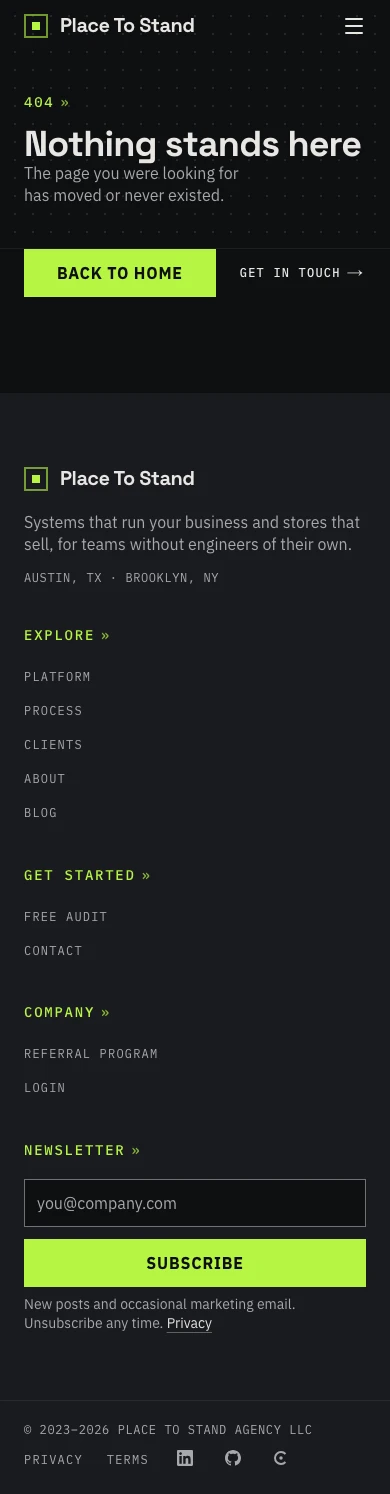 Place To Stand
404 »
Nothing stands here
The page you were looking for
has moved or never existed.
BACK TO HOME
GET IN TOUCH →
Place To Stand
Systems that run your business and stores that
sell, for teams without engineers of their own.
AUSTIN, TX · BROOKLYN, NY
EXPLORE »
PLATFORM
PROCESS
CLIENTS
ABOUT
BLOG
GET STARTED »
FREE AUDIT
CONTACT
COMPANY »
REFERRAL PROGRAM
LOGIN
NEWSLETTER »
you@company.com
SUBSCRIBE
New posts and occasional marketing email.
Unsubscribe any time. Privacy
© 2023–2026 PLACE TO STAND AGENCY LLC
PRIVACY TERMS